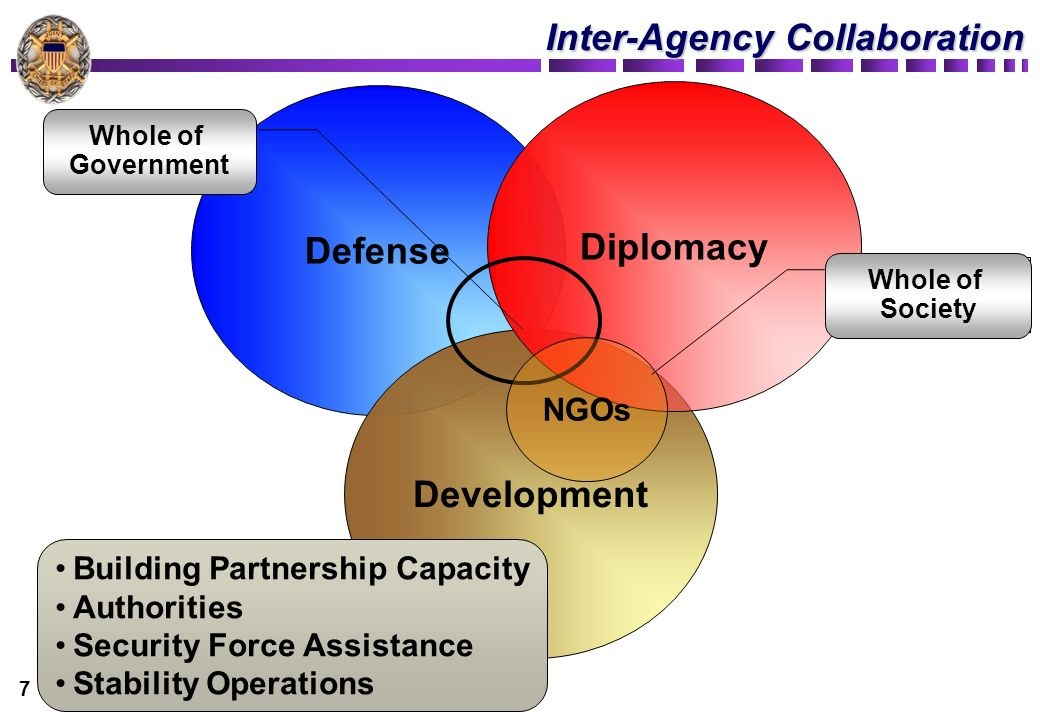 Inter-Agency Collaboration
Whole of
Government
Defense
Diplomacy
Whole of
Society
NGOs
Development
• Building Partnership Capacity
• Authorities
• Security Force Assistance
• Stability Operations
7